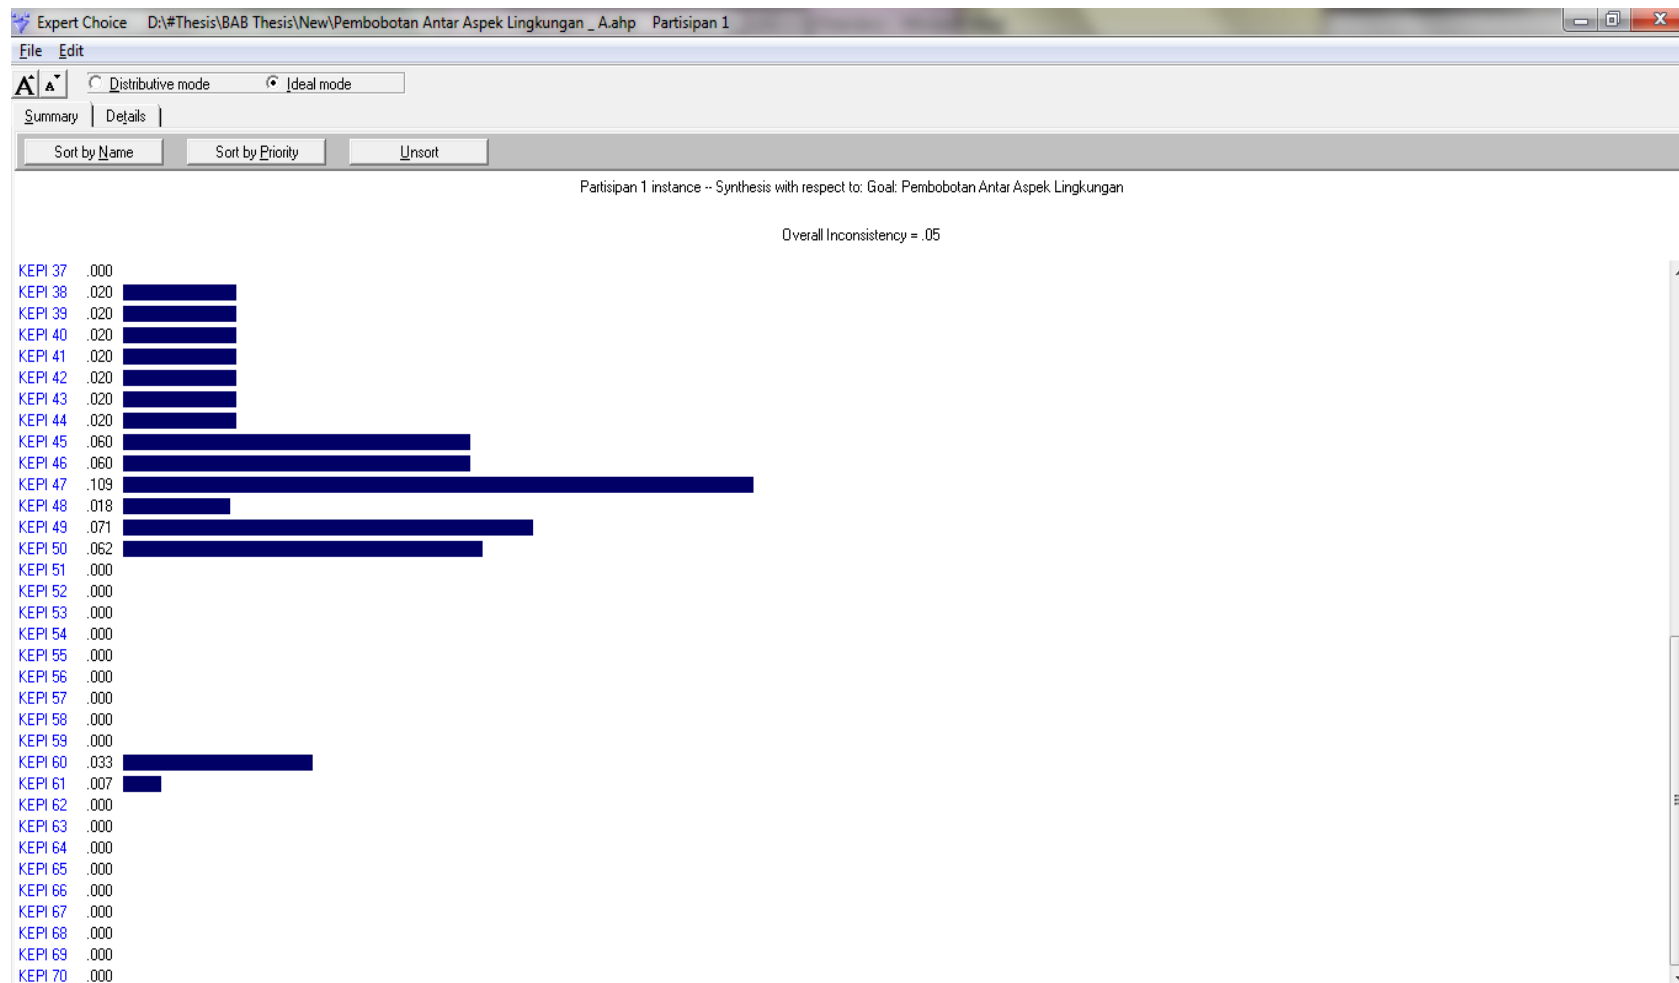 Expert Choice D:\#Thesis\BAB Thesis\New\Pembobotan Antar Aspek Lingkungan _ A.ahp Partisipan 1
File Edit
A A Distributive mode Ideal mode
Summary Details
Sort by Name Sort by Priority Unsort
Partisipan 1 instance -- Synthesis with respect to: Goal: Pembobotan Antar Aspek Lingkungan
Overall Inconsistency = .05
KEPI 37 .000
KEPI 38 .020
KEPI 39 .020
KEPI 40 .020
KEPI 41 .020
KEPI 42 .020
KEPI 43 .020
KEPI 44 .020
KEPI 45 .060
KEPI 46 .060
KEPI 47 .109
KEPI 48 .018
KEPI 49 .071
KEPI 50 .062
KEPI 51 .000
KEPI 52 .000
KEPI 53 .000
KEPI 54 .000
KEPI 55 .000
KEPI 56 .000
KEPI 57 .000
KEPI 58 .000
KEPI 59 .000
KEPI 60 .033
KEPI 61 .007
KEPI 62 .000
KEPI 63 .000
KEPI 64 .000
KEPI 65 .000
KEPI 66 .000
KEPI 67 .000
KEPI 68 .000
KEPI 69 .000
KEPI 70 .000